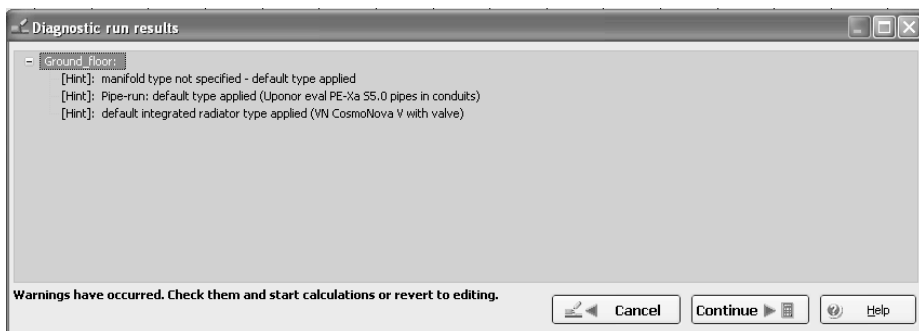 Diagnostic run results
Ground_floor:
[Hint]: manifold type not specified - default type applied
[Hint]: Pipe-run: default type applied (Uponor eval PE-Xa S5.0 pipes in conduits)
[Hint]: default integrated radiator type applied (VN CosmoNova V with valve)
Warnings have occurred. Check them and start calculations or revert to editing.
Cancel
Continue
Help